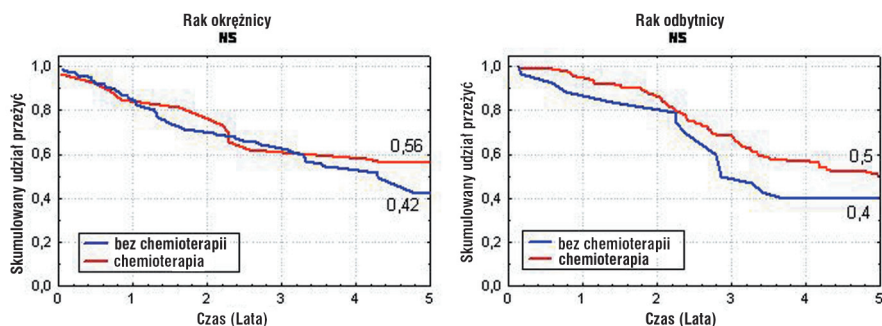 Rak okrężnicy
NS
Skumulowany udział przeżyć
1,0
0,8
0,6
0,4
0,2
0,0
0,56
0,42
bez chemioterapii
chemioterapia
0
1
2
3
4
5
Czas (Lata)
Rak odbytnicy
NS
Skumulowany udział przeżyć
1,0
0,8
0,6
0,4
0,2
0,0
0,5
0,4
bez chemioterapii
chemioterapia
0
1
2
3
4
5
Czas (Lata)